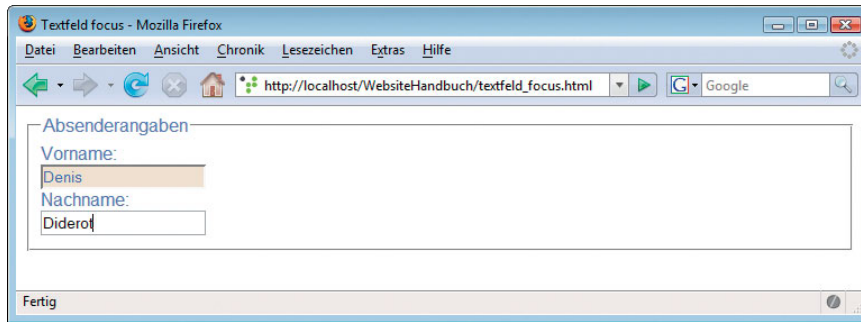 Textfeld focus - Mozilla Firefox
Datei Bearbeiten Ansicht Chronik Lesezeichen Extras Hilfe
http://localhost/WebsiteHandbuch/textfeld_focus.html G Google
Absenderangaben
Vorname:
Denis
Nachname:
Diderot
Fertig